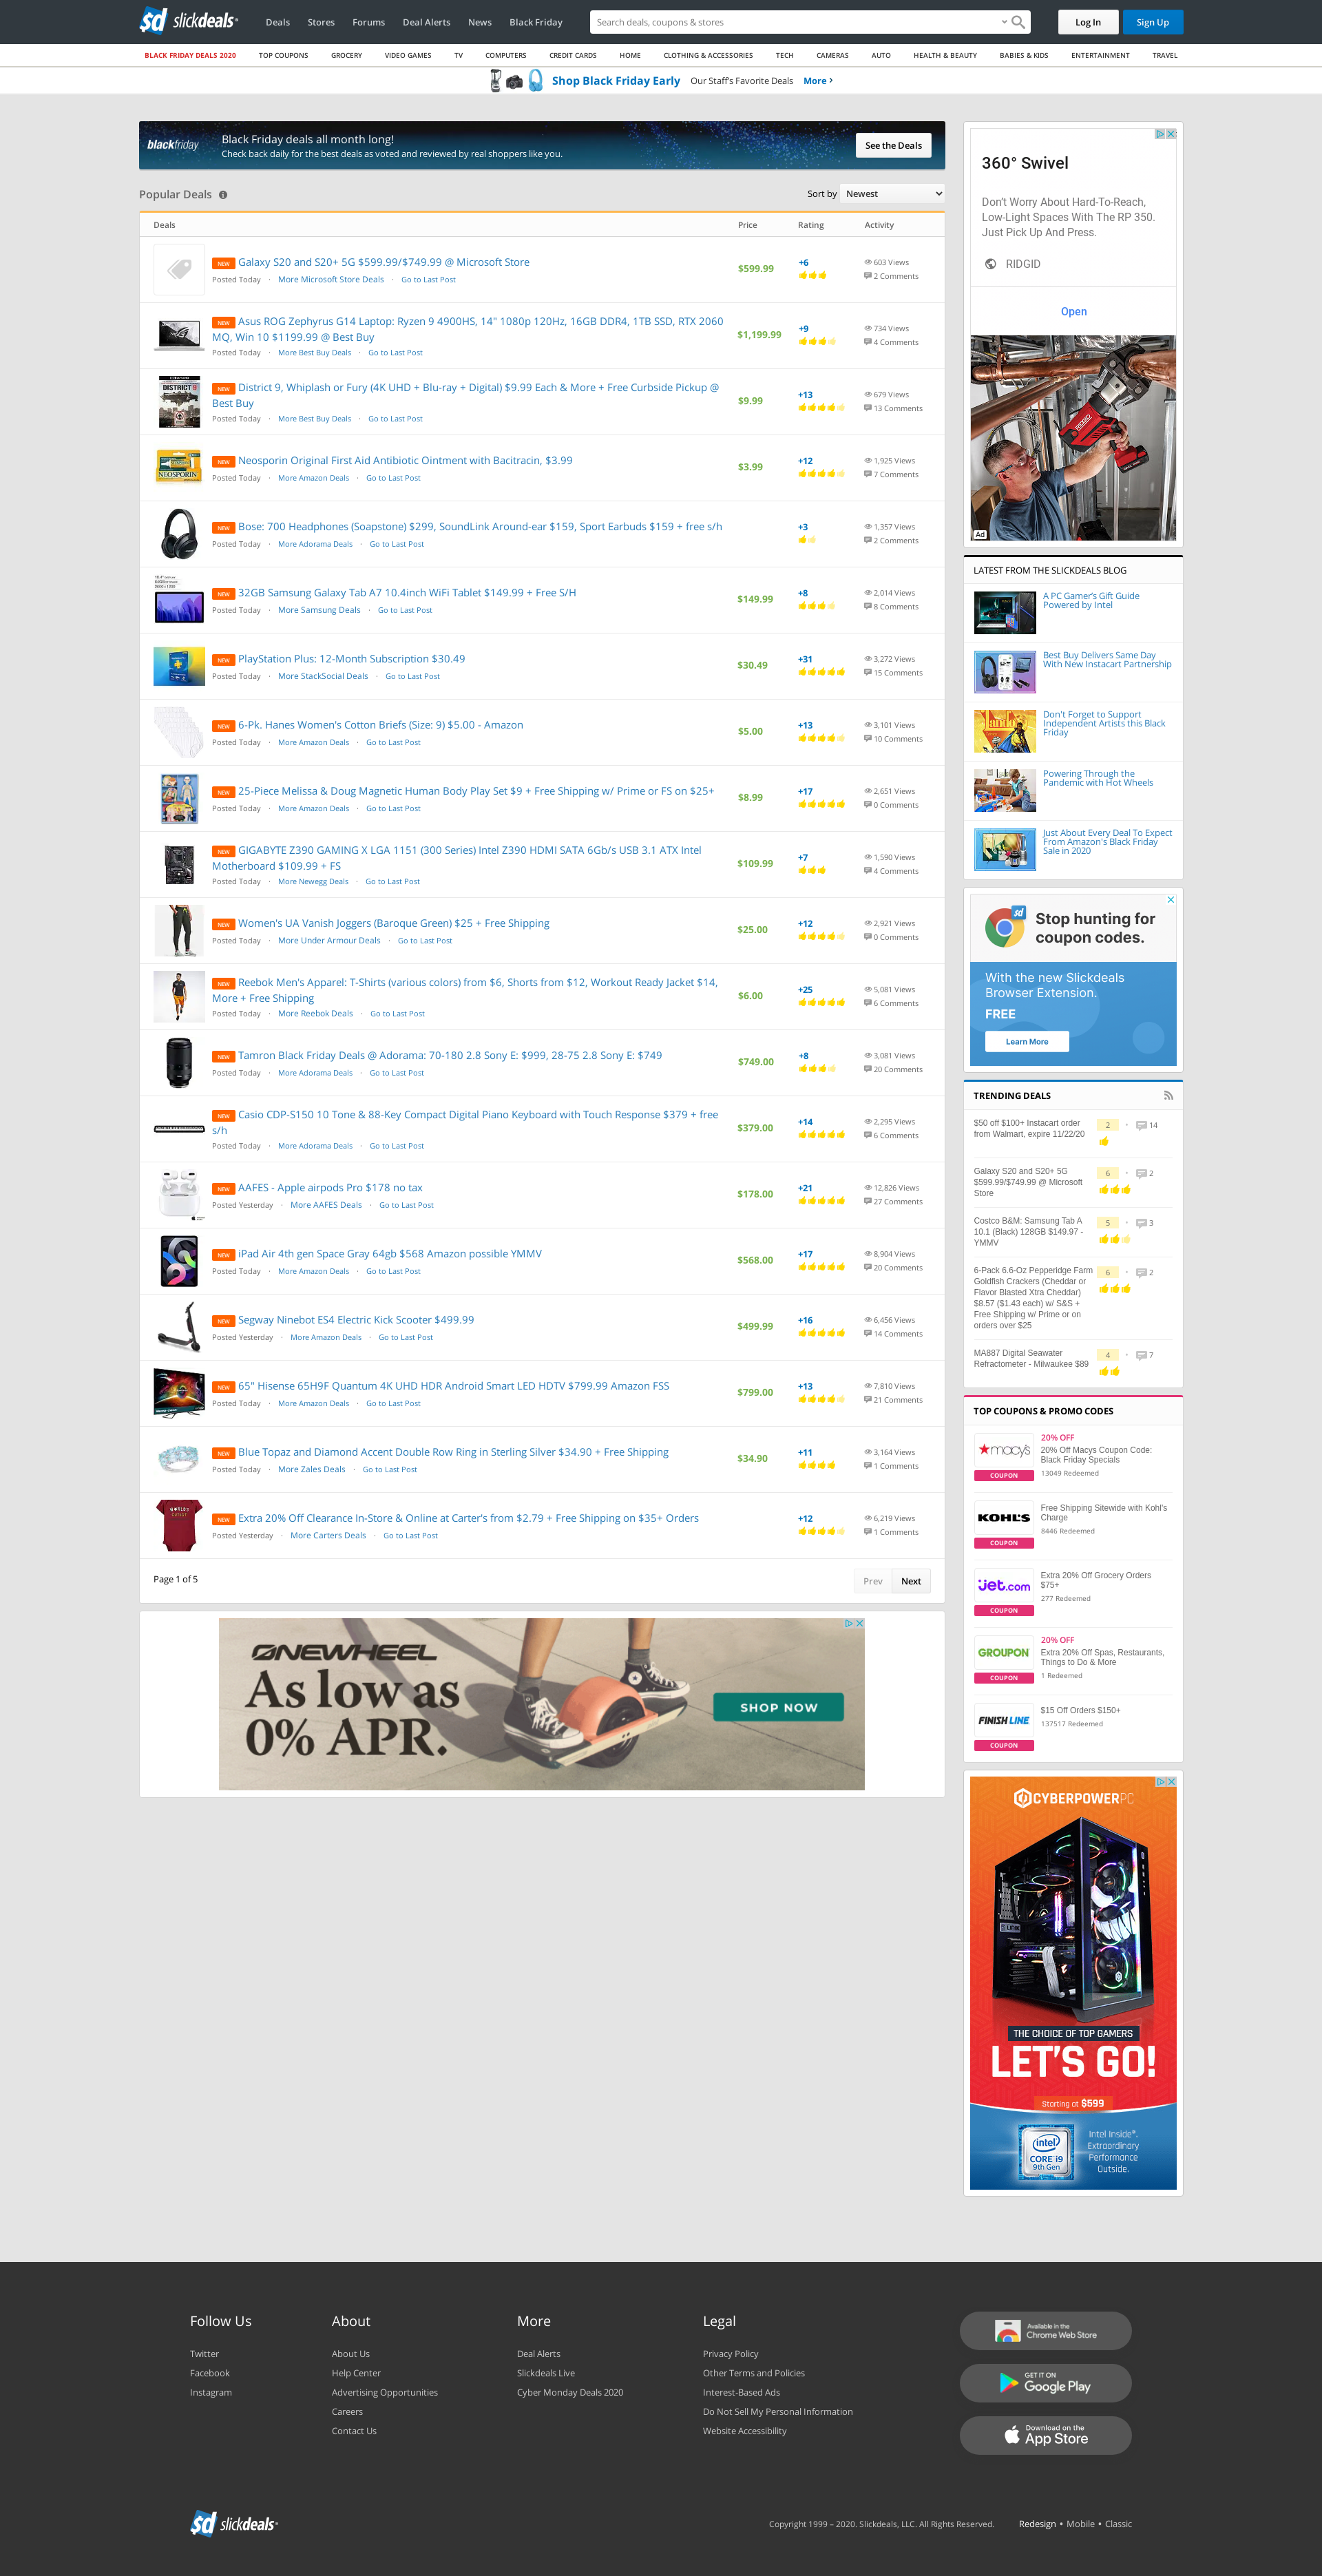 slickdeals
Deals
Stores
Forums
Deal Alerts
News
Black Friday
Search deals, coupons & stores
Log In
Sign Up
BLACK FRIDAY DEALS 2020
TOP COUPONS
GROCERY
VIDEO GAMES
TV
COMPUTERS
CREDIT CARDS
HOME
CLOTHING & ACCESSORIES
TECH
CAMERAS
AUTO
HEALTH & BEAUTY
BABIES & KIDS
ENTERTAINMENT
TRAVEL
Shop Black Friday Early Our Staff's Favorite Deals More ›
blackfriday
Black Friday deals all month long!
Check back daily for the best deals as voted and reviewed by real shoppers like you.
See the Deals
Popular Deals
Sort by Newest
Deals Price Rating Activity
NEW Galaxy S20 and S20+ 5G $599.99/$749.99 @ Microsoft Store
Posted Today · More Microsoft Store Deals · Go to Last Post
$599.99
+6
603 Views
2 Comments
NEW Asus ROG Zephyrus G14 Laptop: Ryzen 9 4900HS, 14" 1080p 120Hz, 16GB DDR4, 1TB SSD, RTX 2060
MQ, Win 10 $1199.99 @ Best Buy
Posted Today · More Best Buy Deals · Go to Last Post
$1,199.99
+9
734 Views
4 Comments
NEW District 9, Whiplash or Fury (4K UHD + Blu-ray + Digital) $9.99 Each & More + Free Curbside Pickup @
Best Buy
Posted Today · More Best Buy Deals · Go to Last Post
$9.99
+13
679 Views
13 Comments
NEW Neosporin Original First Aid Antibiotic Ointment with Bacitracin, $3.99
Posted Today · More Amazon Deals · Go to Last Post
$3.99
+12
1,925 Views
7 Comments
NEW Bose: 700 Headphones (Soapstone) $299, SoundLink Around-ear $159, Sport Earbuds $159 + free s/h
Posted Today · More Adorama Deals · Go to Last Post
+3
1,357 Views
2 Comments
NEW 32GB Samsung Galaxy Tab A7 10.4inch WiFi Tablet $149.99 + Free S/H
Posted Today · More Samsung Deals · Go to Last Post
$149.99
+8
2,014 Views
8 Comments
NEW PlayStation Plus: 12-Month Subscription $30.49
Posted Today · More StackSocial Deals · Go to Last Post
$30.49
+31
3,272 Views
15 Comments
NEW 6-Pk. Hanes Women's Cotton Briefs (Size: 9) $5.00 - Amazon
Posted Today · More Amazon Deals · Go to Last Post
$5.00
+13
3,101 Views
10 Comments
NEW 25-Piece Melissa & Doug Magnetic Human Body Play Set $9 + Free Shipping w/ Prime or FS on $25+
Posted Today · More Amazon Deals · Go to Last Post
$8.99
+17
2,651 Views
0 Comments
NEW GIGABYTE Z390 GAMING X LGA 1151 (300 Series) Intel Z390 HDMI SATA 6Gb/s USB 3.1 ATX Intel
Motherboard $109.99 + FS
Posted Today · More Newegg Deals · Go to Last Post
$109.99
+7
1,590 Views
4 Comments
NEW Women's UA Vanish Joggers (Baroque Green) $25 + Free Shipping
Posted Today · More Under Armour Deals · Go to Last Post
$25.00
+12
2,921 Views
0 Comments
NEW Reebok Men's Apparel: T-Shirts (various colors) from $6, Shorts from $12, Workout Ready Jacket $14,
More + Free Shipping
Posted Today · More Reebok Deals · Go to Last Post
$6.00
+25
5,081 Views
6 Comments
NEW Tamron Black Friday Deals @ Adorama: 70-180 2.8 Sony E: $999, 28-75 2.8 Sony E: $749
Posted Today · More Adorama Deals · Go to Last Post
$749.00
+8
3,081 Views
20 Comments
NEW Casio CDP-S150 10 Tone & 88-Key Compact Digital Piano Keyboard with Touch Response $379 + free
s/h
Posted Today · More Adorama Deals · Go to Last Post
$379.00
+14
2,295 Views
6 Comments
NEW AAFES - Apple airpods Pro $178 no tax
Posted Yesterday · More AAFES Deals · Go to Last Post
$178.00
+21
12,826 Views
27 Comments
NEW iPad Air 4th gen Space Gray 64gb $568 Amazon possible YMMV
Posted Today · More Amazon Deals · Go to Last Post
$568.00
+17
8,904 Views
20 Comments
NEW Segway Ninebot ES4 Electric Kick Scooter $499.99
Posted Yesterday · More Amazon Deals · Go to Last Post
$499.99
+16
6,456 Views
14 Comments
NEW 65" Hisense 65H9F Quantum 4K UHD HDR Android Smart LED HDTV $799.99 Amazon FSS
Posted Today · More Amazon Deals · Go to Last Post
$799.00
+13
7,810 Views
21 Comments
NEW Blue Topaz and Diamond Accent Double Row Ring in Sterling Silver $34.90 + Free Shipping
Posted Today · More Zales Deals · Go to Last Post
$34.90
+11
3,164 Views
1 Comments
NEW Extra 20% Off Clearance In-Store & Online at Carter's from $2.79 + Free Shipping on $35+ Orders
Posted Yesterday · More Carters Deals · Go to Last Post
+12
6,219 Views
1 Comments
Page 1 of 5
Prev
Next
ONEWHEEL
As low as
0% APR.
SHOP NOW
360° Swivel
Don't Worry About Hard-To-Reach,
Low-Light Spaces With The RP 350.
Just Pick Up And Press.
RIDGID
Open
Ad
LATEST FROM THE SLICKDEALS BLOG
A PC Gamer's Gift Guide
Powered by Intel
Best Buy Delivers Same Day
With New Instacart Partnership
Don't Forget to Support
Independent Artists this Black
Friday
Powering Through the
Pandemic with Hot Wheels
Just About Every Deal To Expect
From Amazon's Black Friday
Sale in 2020
Stop hunting for
coupon codes.
With the new Slickdeals
Browser Extension.
FREE
Learn More
TRENDING DEALS
$50 off $100+ Instacart order
from Walmart, expire 11/22/20
2 • 14
Galaxy S20 and S20+ 5G
$599.99/$749.99 @ Microsoft
Store
6 • 2
Costco B&M: Samsung Tab A
10.1 (Black) 128GB $149.97 -
YMMV
5 • 3
6-Pack 6.6-Oz Pepperidge Farm
Goldfish Crackers (Cheddar or
Flavor Blasted Xtra Cheddar)
$8.57 ($1.43 each) w/ S&S +
Free Shipping w/ Prime or on
orders over $25
6 • 2
MA887 Digital Seawater
Refractometer - Milwaukee $89
4 • 7
TOP COUPONS & PROMO CODES
macy's
COUPON
20% OFF
20% Off Macys Coupon Code:
Black Friday Specials
13049 Redeemed
KOHL'S
COUPON
Free Shipping Sitewide with Kohl's
Charge
8446 Redeemed
jet.com
COUPON
Extra 20% Off Grocery Orders
$75+
277 Redeemed
GROUPON
COUPON
20% OFF
Extra 20% Off Spas, Restaurants,
Things to Do & More
1 Redeemed
FINISH LINE
COUPON
$15 Off Orders $150+
137517 Redeemed
CYBERPOWERPC
THE CHOICE OF TOP GAMERS
LET'S GO!
Starting at $599
intel
CORE i9
9th Gen
Intel Inside®.
Extraordinary
Performance
Outside.
Follow Us
Twitter
Facebook
Instagram
About
About Us
Help Center
Advertising Opportunities
Careers
Contact Us
More
Deal Alerts
Slickdeals Live
Cyber Monday Deals 2020
Legal
Privacy Policy
Other Terms and Policies
Interest-Based Ads
Do Not Sell My Personal Information
Website Accessibility
Available in the
Chrome Web Store
GET IT ON
Google Play
Download on the
App Store
slickdeals
Copyright 1999 – 2020. Slickdeals, LLC. All Rights Reserved.
Redesign • Mobile • Classic